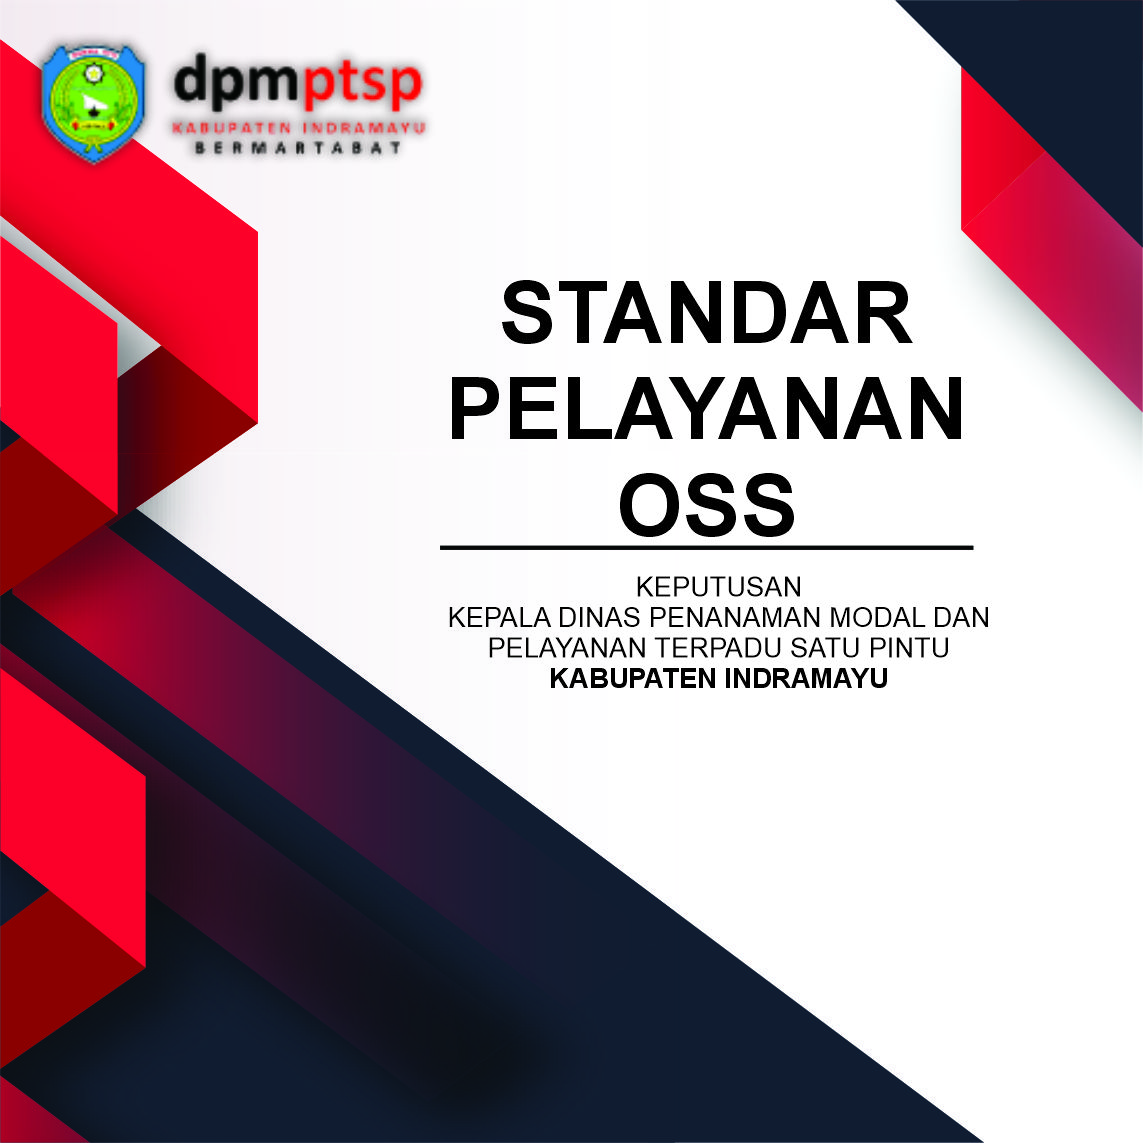 dpmptsp
KABUPATEN INDRAMAYU
BERMARTABAT
STANDAR
PELAYANAN
OSS
KEPUTUSAN
KEPALA DINAS PENANAMAN MODAL DAN
PELAYANAN TERPADU SATU PINTU
KABUPATEN INDRAMAYU